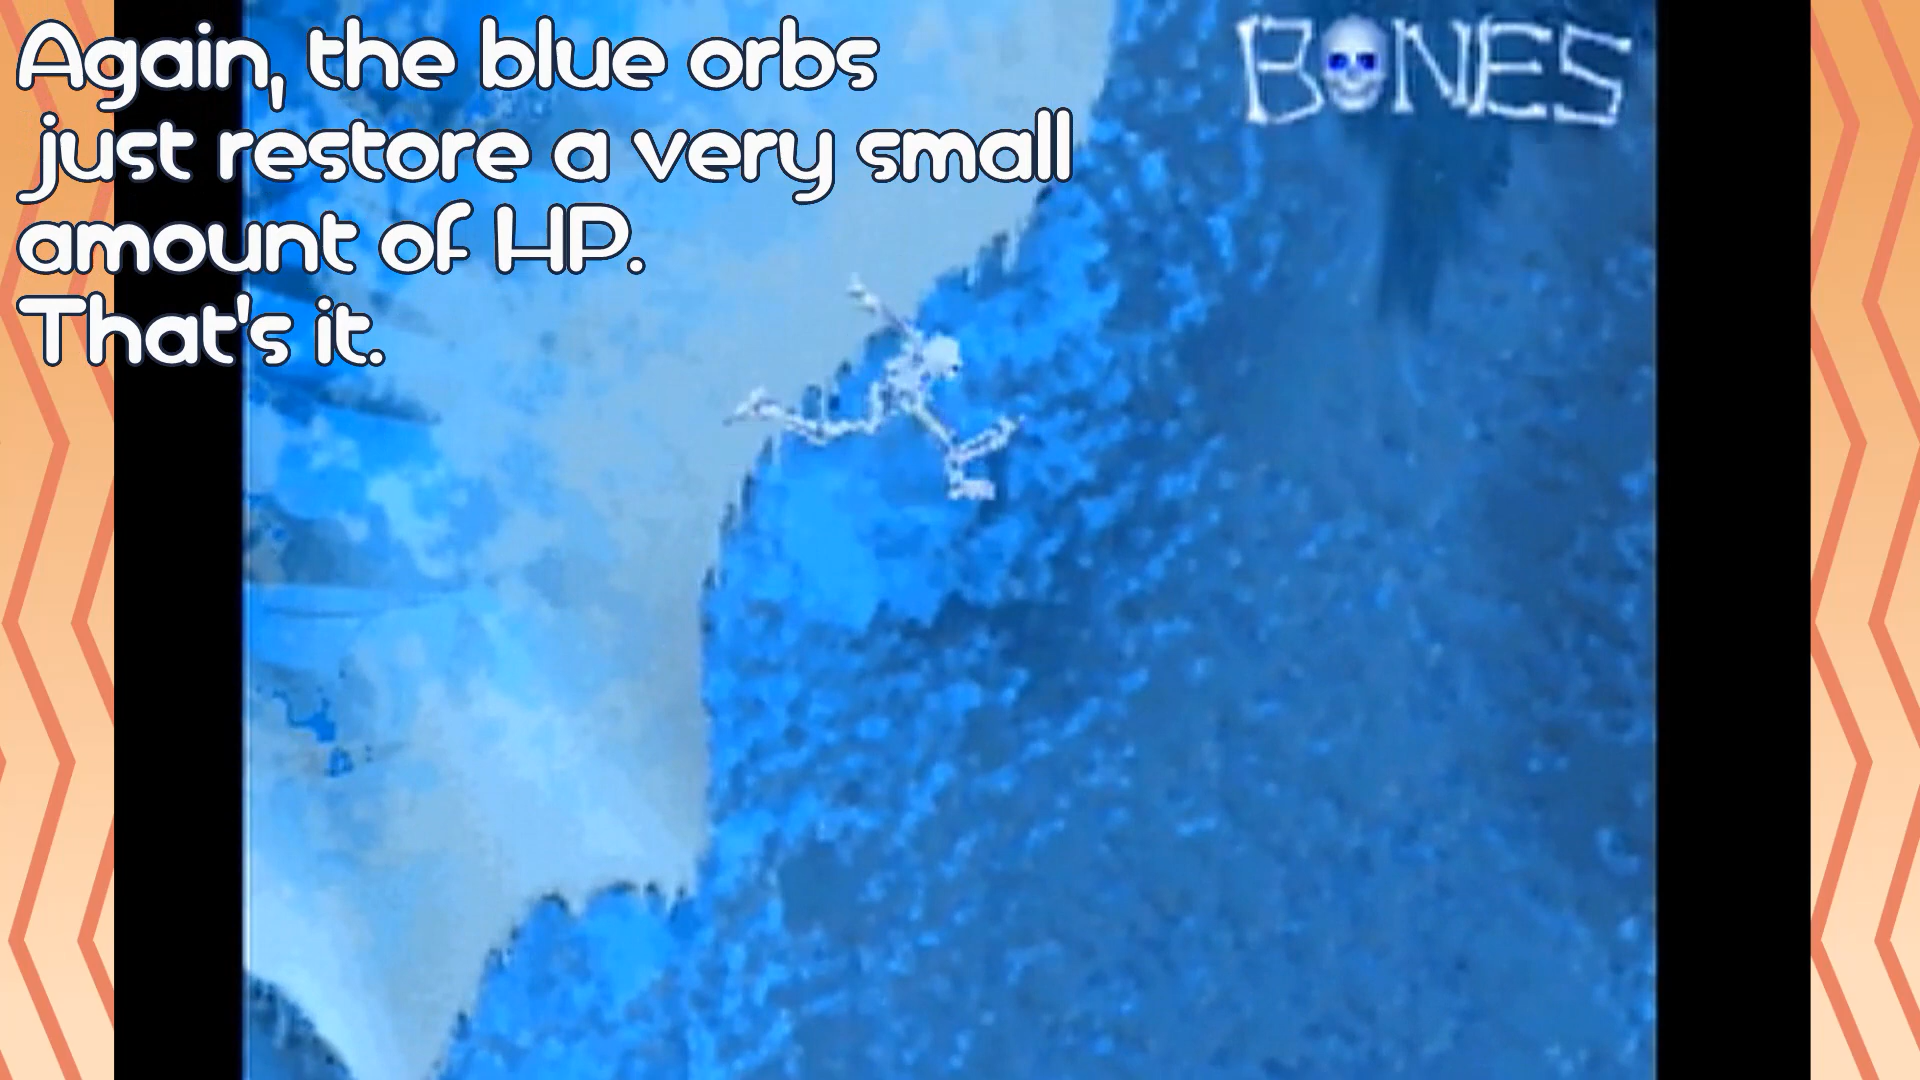 Again, the blue orbs
just restore a very small
amount of HP.
That's it.
BONES